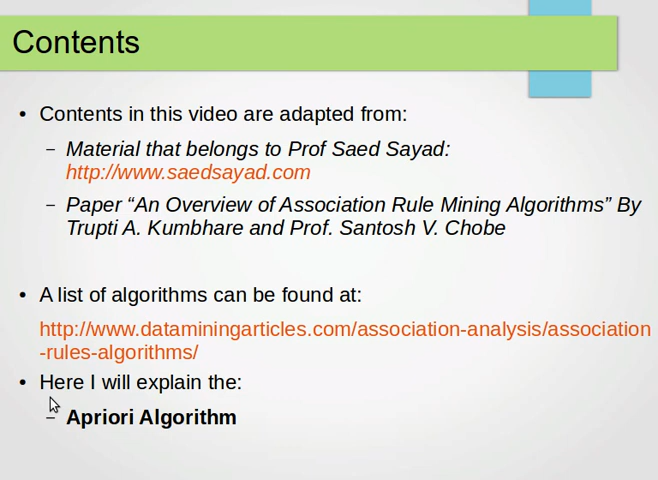 Contents
• Contents in this video are adapted from:
– Material that belongs to Prof Saed Sayad:
http://www.saedsayad.com
– Paper “An Overview of Association Rule Mining Algorithms” By
Trupti A. Kumbhare and Prof. Santosh V. Chobe
• A list of algorithms can be found at:
http://www.dataminingarticles.com/association-analysis/association
-rules-algorithms/
• Here I will explain the:
– Apriori Algorithm